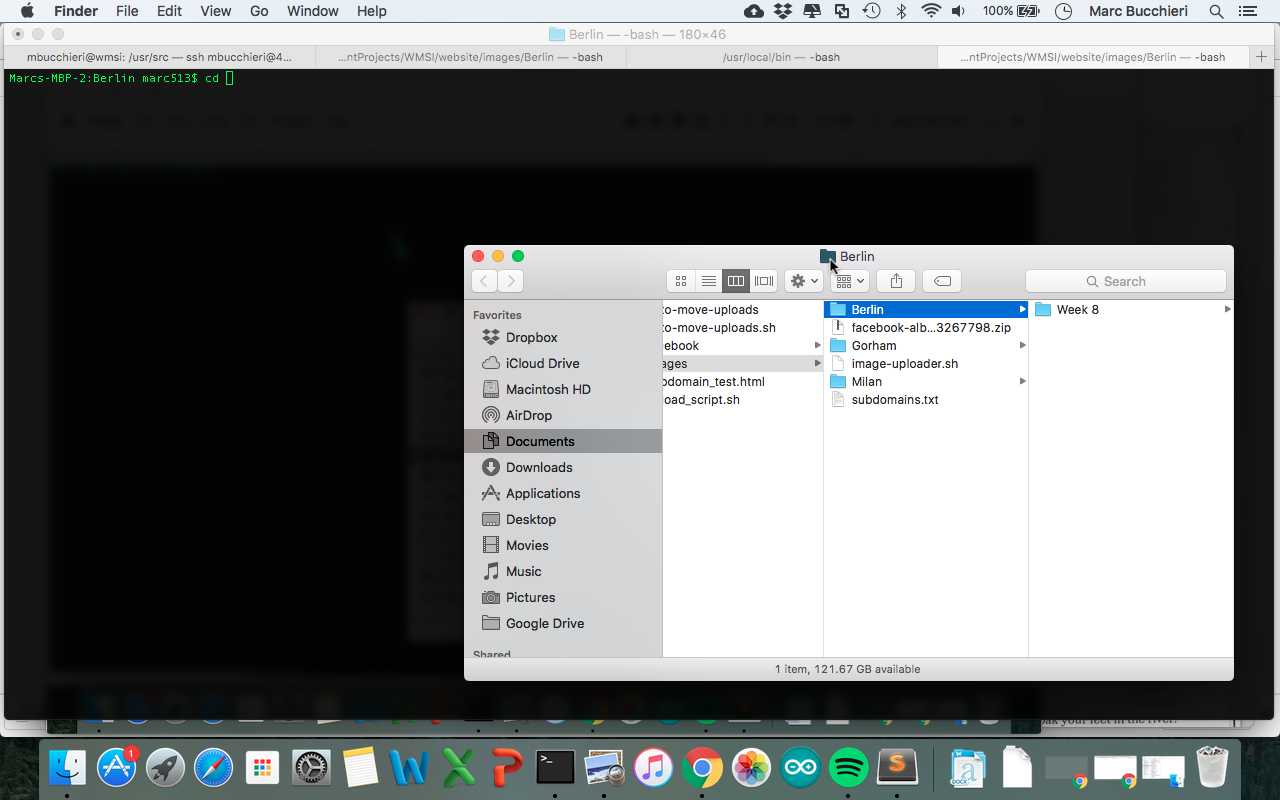 Finder File Edit View Go Window Help 100% Marc Bucchieri
Berlin — -bash — 180×46
mbucchieri@wmsi: /usr/src — ssh mbucchieri@4... ...ntProjects/WMSI/website/images/Berlin — -bash /usr/local/bin — -bash ...ntProjects/WMSI/website/images/Berlin — -bash
Marcs-MBP-2:Berlin marc513$ cd
Berlin
Search
Favorites
Dropbox
iCloud Drive
Macintosh HD
AirDrop
Documents
Downloads
Applications
Desktop
Movies
Music
Pictures
Google Drive
Shared
to-move-uploads
to-move-uploads.sh
ebook
ages
bdomain_test.html
load_script.sh
Berlin
facebook-alb...3267798.zip
Gorham
image-uploader.sh
Milan
subdomains.txt
Week 8
1 item, 121.67 GB available
your feet in the river.
1
DOCX